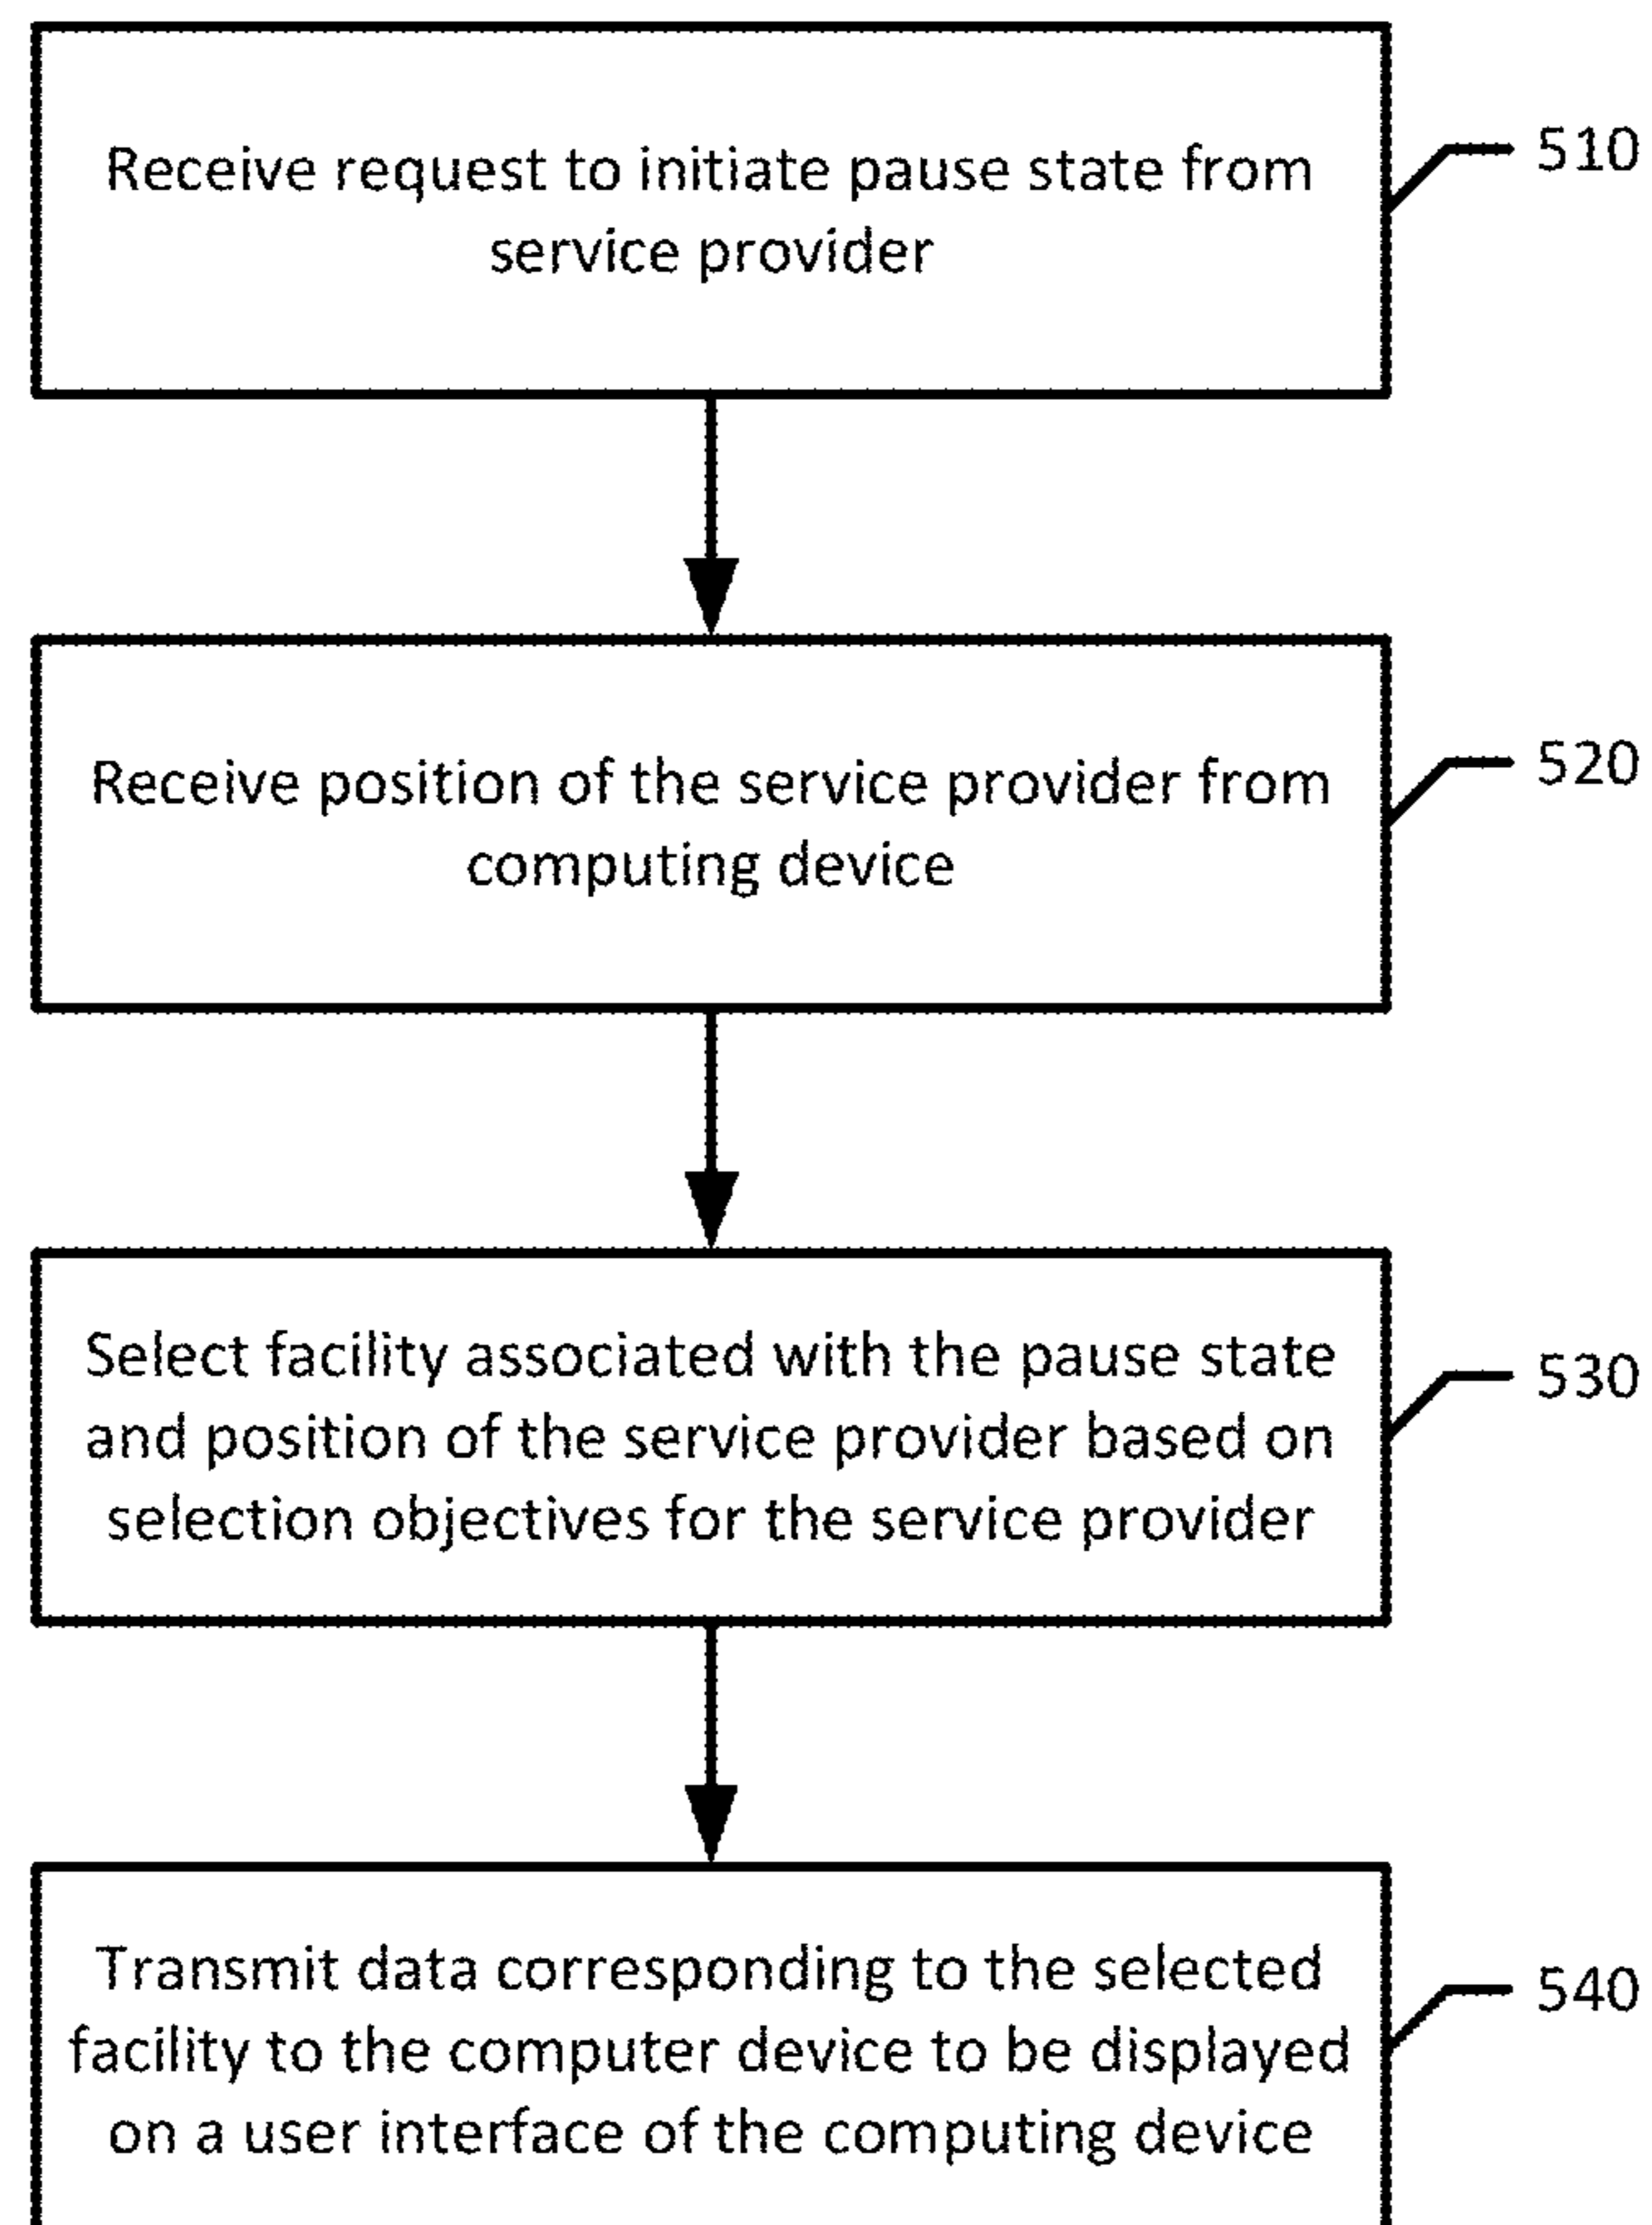 Receive request to initiate pause state from
service provider
510
Receive position of the service provider from
computing device
520
Select facility associated with the pause state
and position of the service provider based on
selection objectives for the service provider
530
Transmit data corresponding to the selected
facility to the computer device to be displayed
on a user interface of the computing device
540